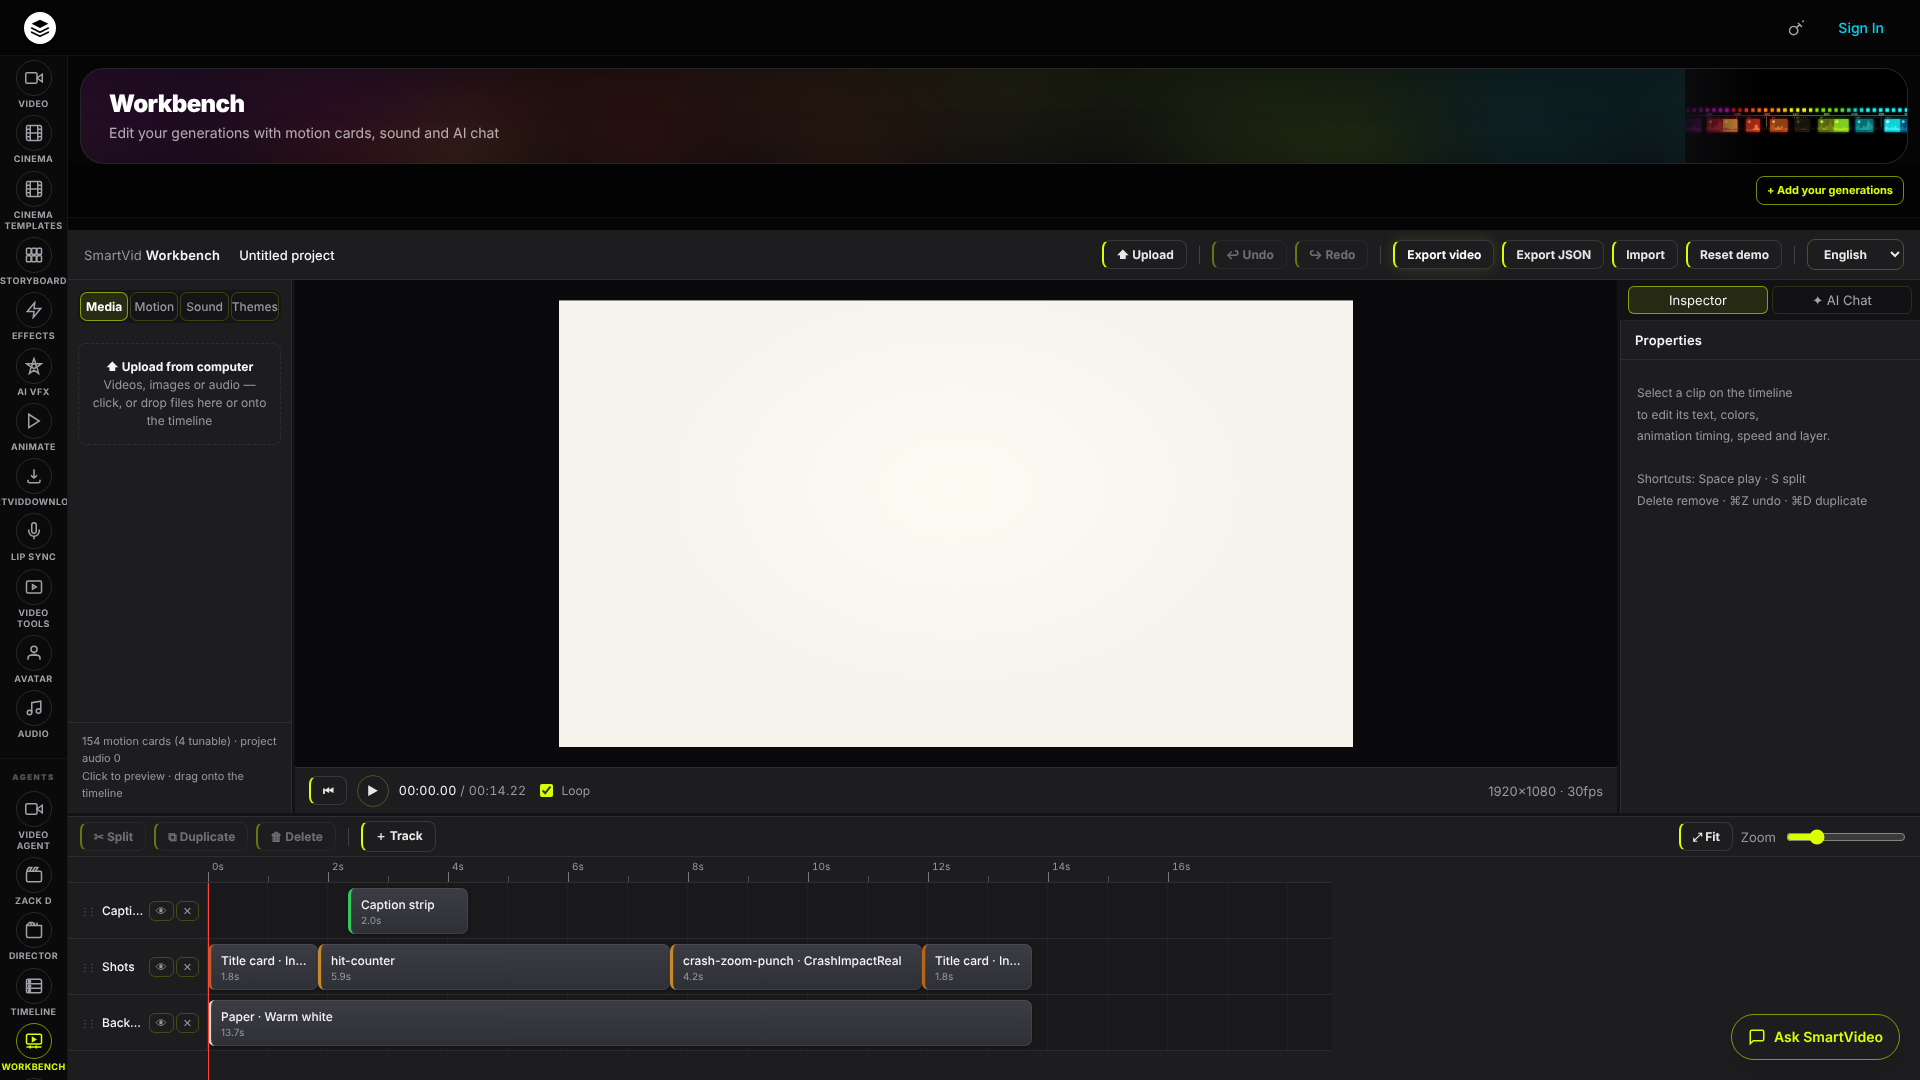 Sign In
VIDEO
CINEMA
CINEMA
TEMPLATES
STORYBOARD
EFFECTS
AI VFX
ANIMATE
TVIDDOWNLO
LIP SYNC
VIDEO
TOOLS
AVATAR
AUDIO
AGENTS
VIDEO
AGENT
ZACK D
DIRECTOR
TIMELINE
WORKBENCH
Workbench
Edit your generations with motion cards, sound and AI chat
+ Add your generations
SmartVid Workbench Untitled project
Upload
↩ Undo
↪ Redo
Export video
Export JSON
Import
Reset demo
English
Media
Motion
Sound
Themes
Upload from computer
Videos, images or audio —
click, or drop files here or onto
the timeline
154 motion cards (4 tunable) · project
audio 0
Click to preview · drag onto the
timeline
Inspector
✦ AI Chat
Properties
Select a clip on the timeline
to edit its text, colors,
animation timing, speed and layer.
Shortcuts: Space play · S split
Delete remove · ⌘Z undo · ⌘D duplicate
00:00.00 / 00:14.22
Loop
1920×1080 · 30fps
✂ Split
Duplicate
Delete
+ Track
Fit
Zoom
0s 2s 4s 6s 8s 10s 12s 14s 16s
Capti...
Caption strip
2.0s
Shots
Title card · In...
1.8s
hit-counter
5.9s
crash-zoom-punch · CrashImpactReal
4.2s
Title card · In...
1.8s
Back...
Paper · Warm white
13.7s
Ask SmartVideo